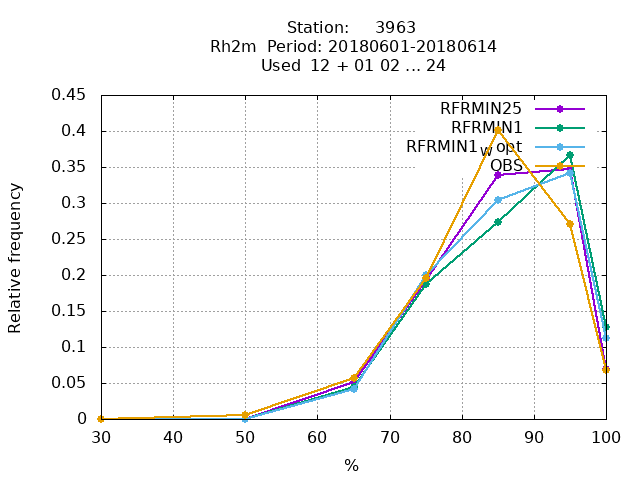 Station: 3963
Rh2m Period: 20180601-20180614
Used 12 + 01 02 ... 24
Relative frequency
0.45
0.4
0.35
0.3
0.25
0.2
0.15
0.1
0.05
0
RFRMIN25
RFRMIN1
RFRMIN1wopt
OBS
30 40 50 60 70 80 90 100
%